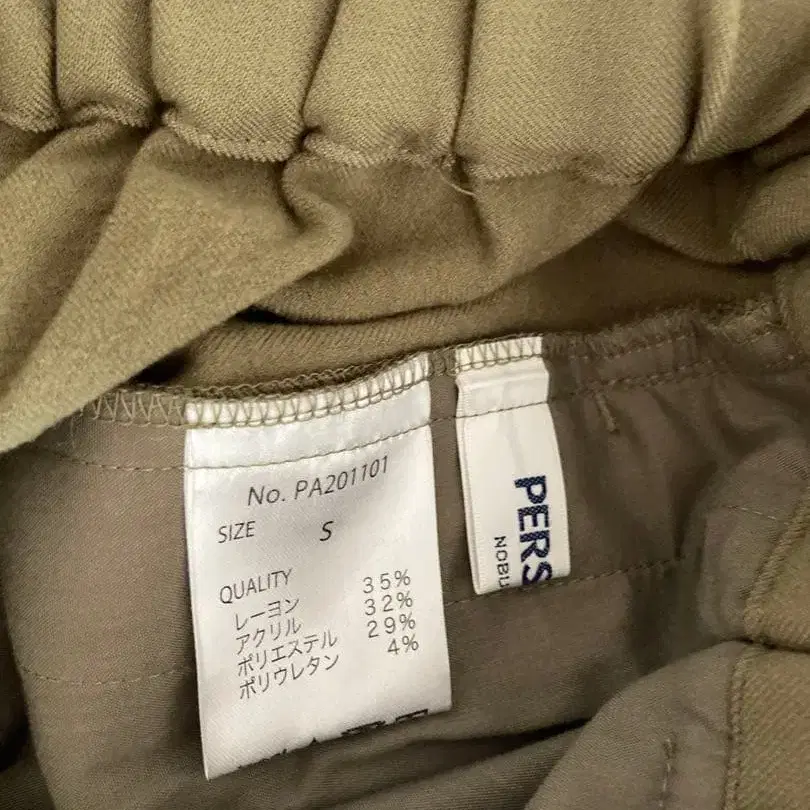 No. PA201101
SIZE S
QUALITY
レーヨン 35%
アクリル 32%
ポリエステル 29%
ポリウレタン 4%
PERS
NOBU